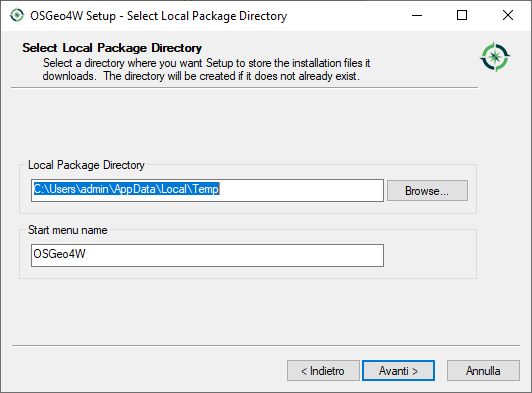 OSGeo4W Setup - Select Local Package Directory
Select Local Package Directory
Select a directory where you want Setup to store the installation files it
downloads. The directory will be created if it does not already exist.
Local Package Directory
C:\Users\admin\AppData\Local\Temp
Browse...
Start menu name
OSGeo4W
< Indietro
Avanti >
Annulla